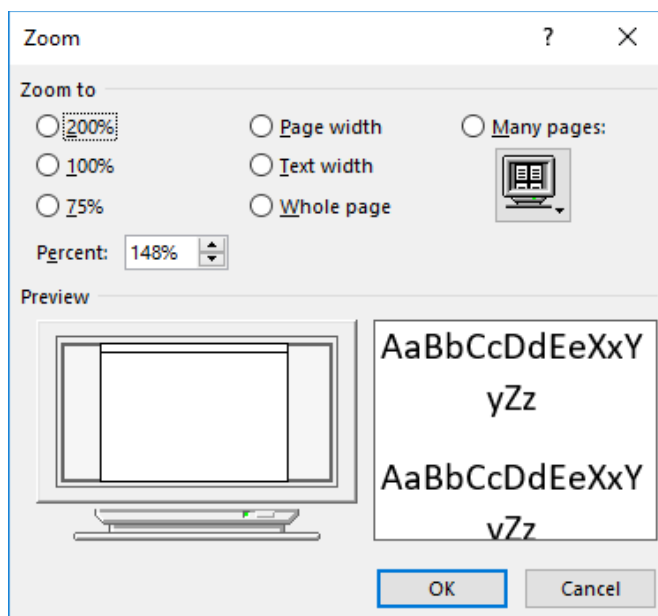 Zoom
Zoom to
200%
Page width
Many pages:
100%
Text width
75%
Whole page
Percent: 148%
Preview
AaBbCcDdEeXxY
yZz
AaBbCcDdEeXxY
yZz
OK
Cancel